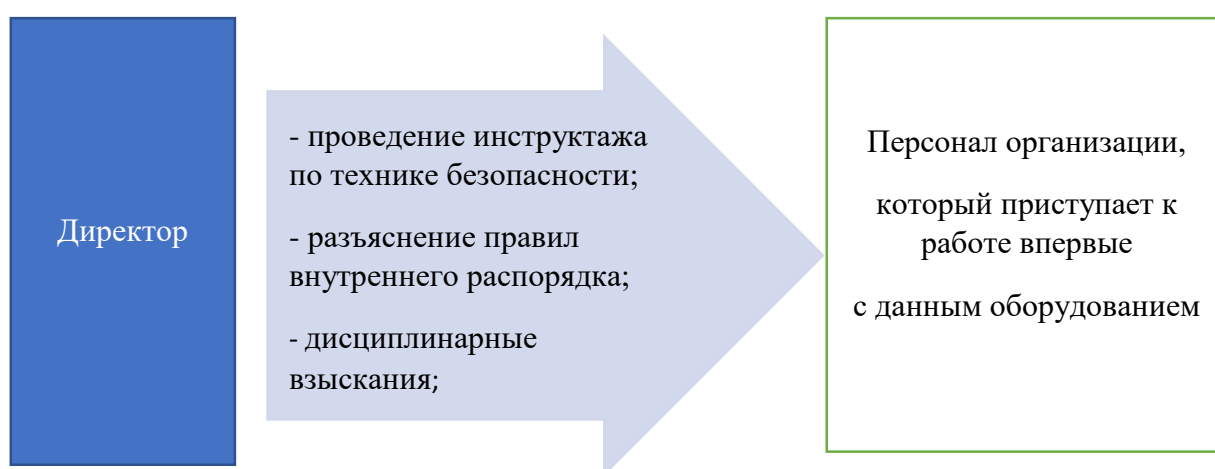 Директор
- проведение инструктажа
по технике безопасности;
- разъяснение правил
внутреннего распорядка;
- дисциплинарные
взыскания;
Персонал организации,
который приступает к
работе впервые
с данным оборудованием